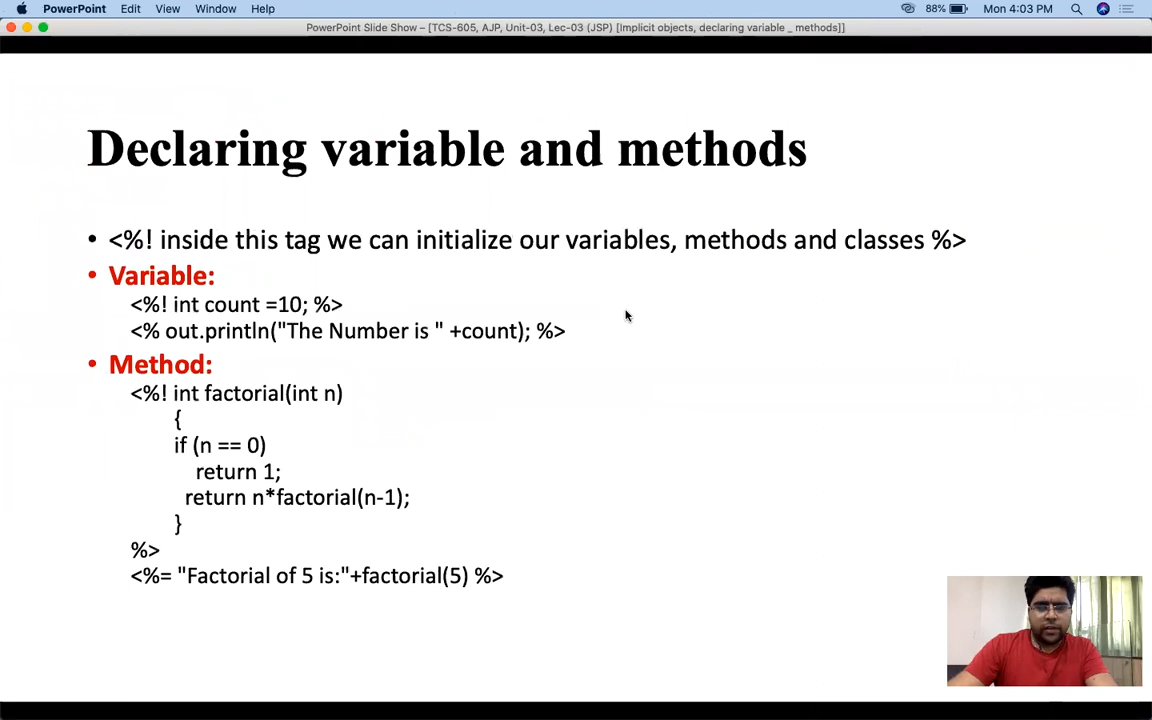 PowerPoint Edit View Window Help 88% Mon 4:03 PM
PowerPoint Slide Show – [TCS-605, AJP, Unit-03, Lec-03 (JSP) [Implicit objects, declaring variable _ methods]]
Declaring variable and methods
• <%! inside this tag we can initialize our variables, methods and classes %>
• Variable:
<%! int count =10; %>
<% out.println("The Number is " +count); %>
• Method:
<%! int factorial(int n)
{
if (n == 0)
return 1;
return n*factorial(n-1);
}
%>
<%= "Factorial of 5 is:"+factorial(5) %>